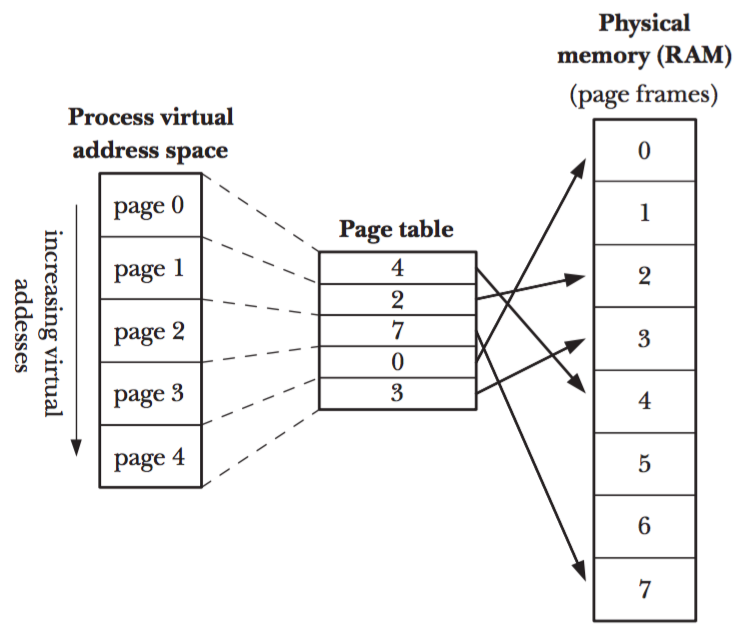 Physical
memory (RAM)
(page frames)
Process virtual
address space
increasing virtual
addesses
page 0
page 1
page 2
page 3
page 4
Page table
4
2
7
0
3
0
1
2
3
4
5
6
7